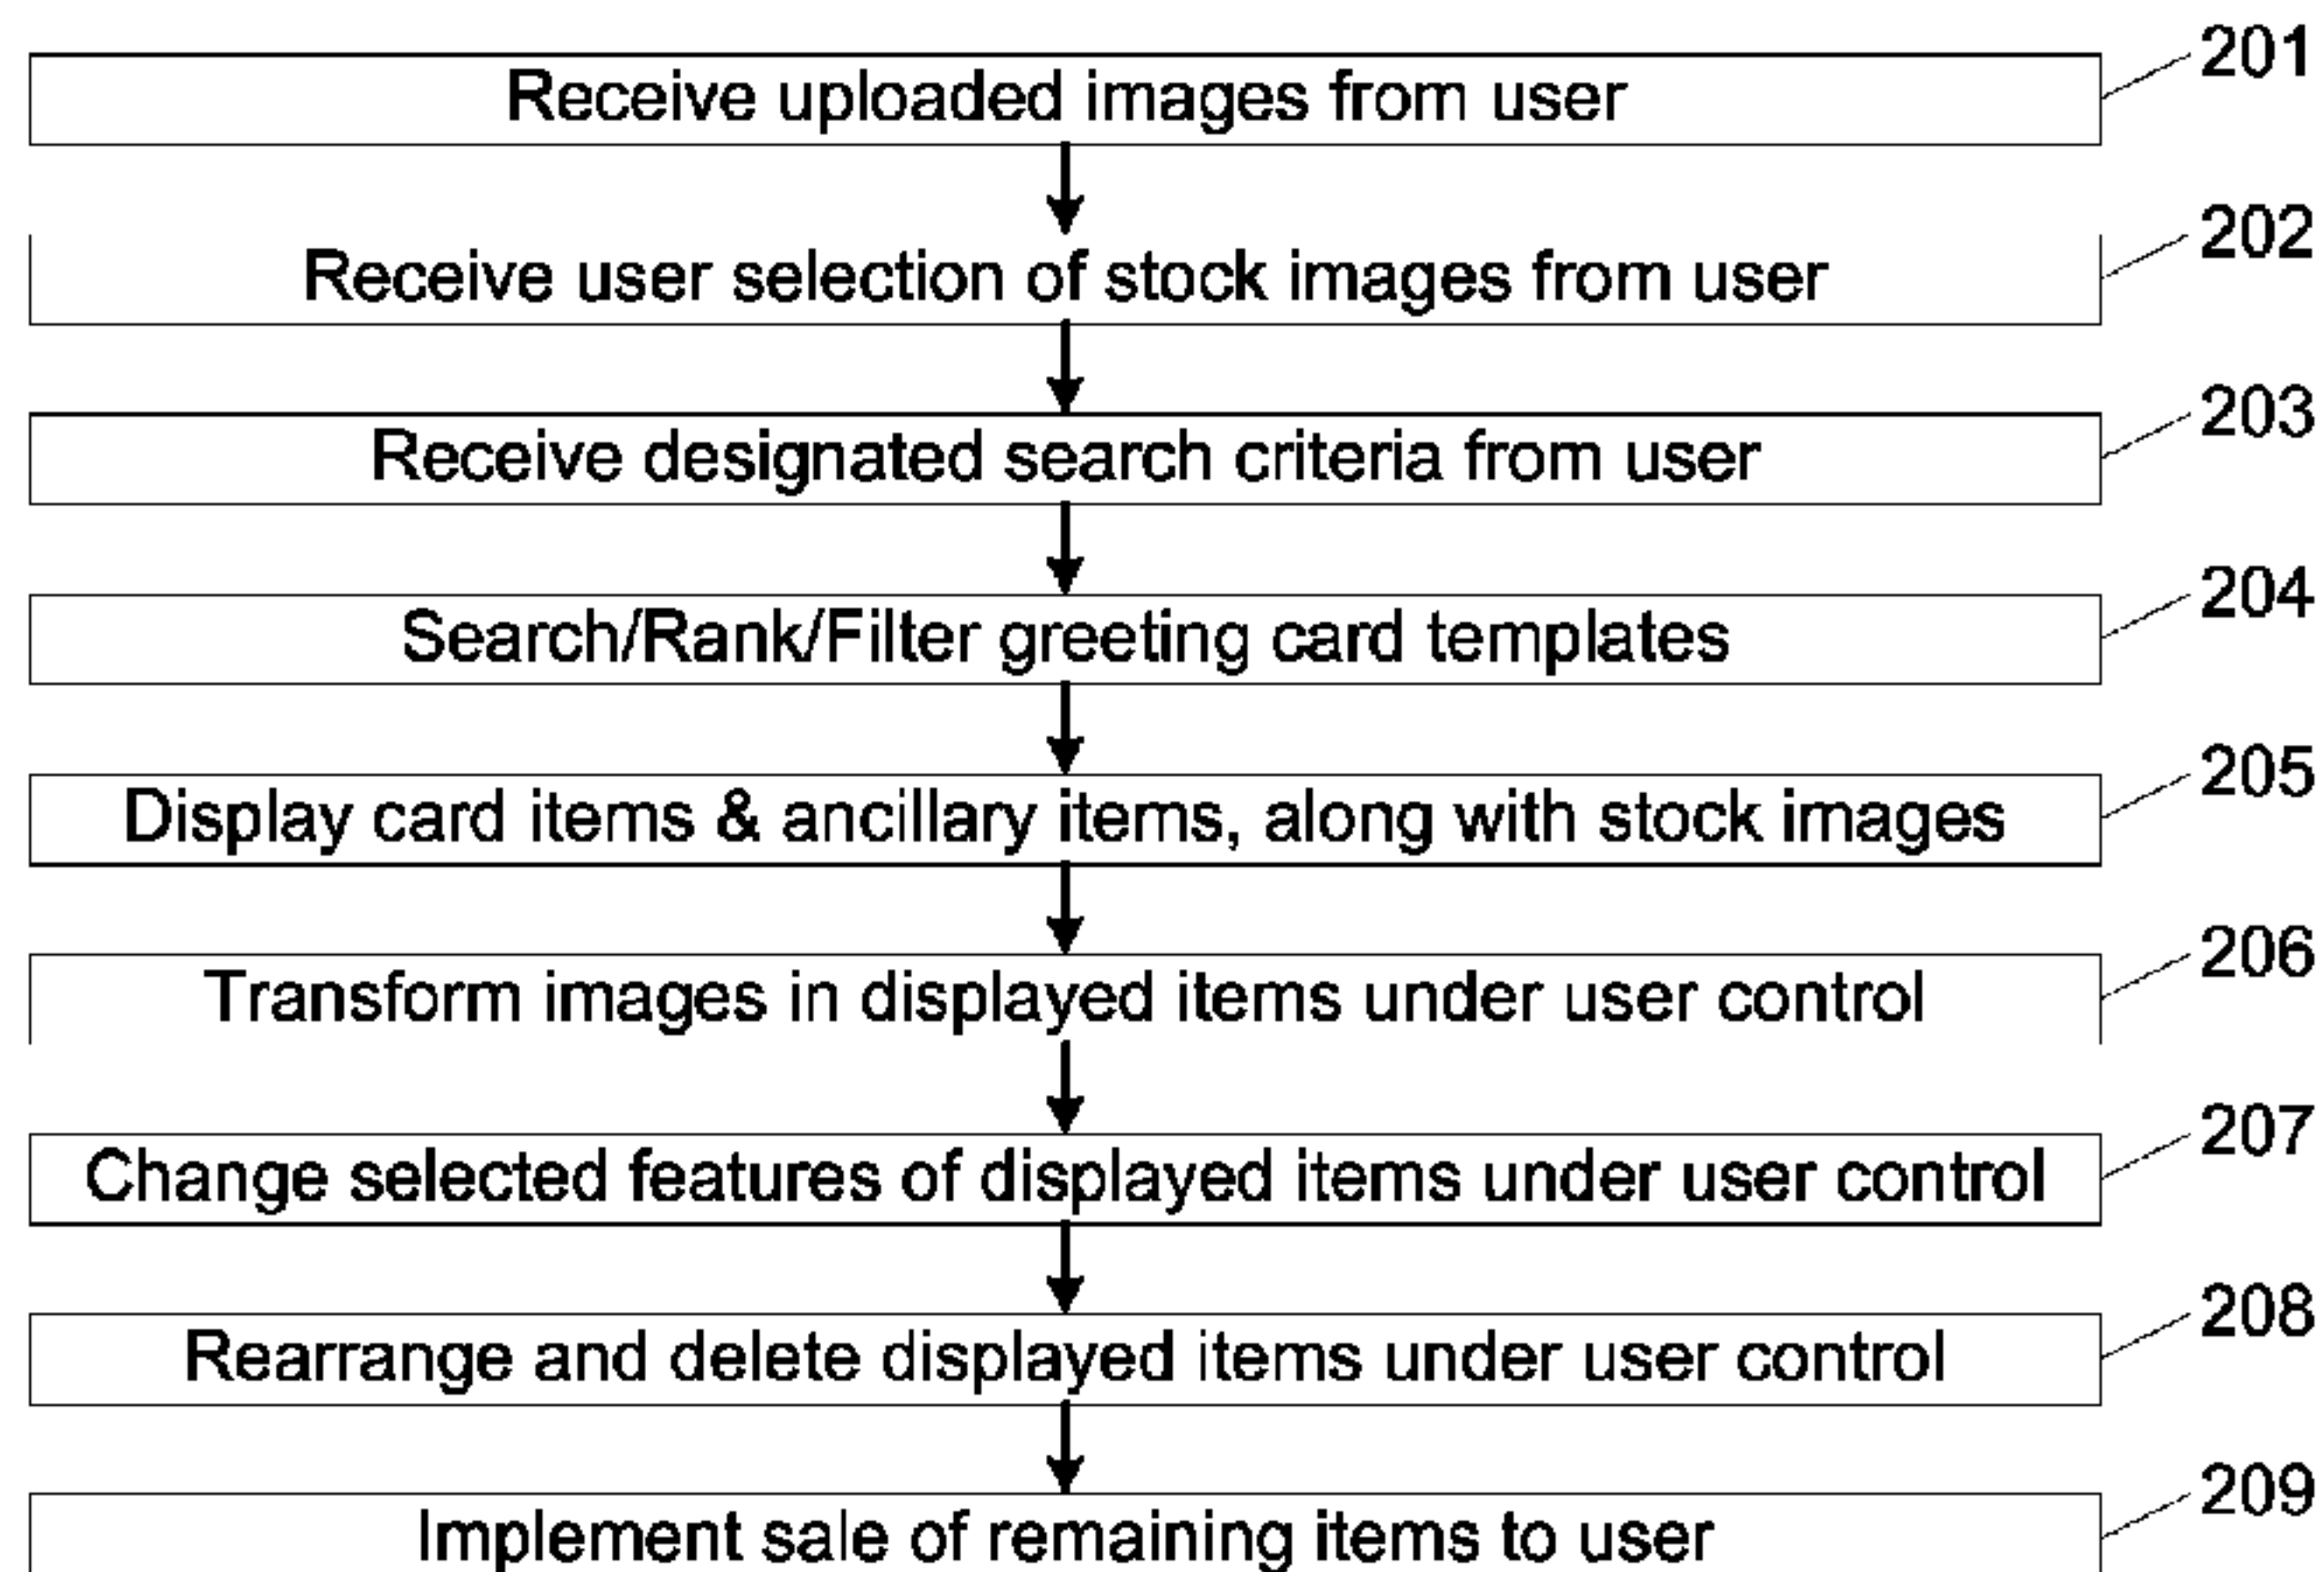 Receive uploaded images from user 201
Receive user selection of stock images from user 202
Receive designated search criteria from user 203
Search/Rank/Filter greeting card templates 204
Display card items & ancillary items, along with stock images 205
Transform images in displayed items under user control 206
Change selected features of displayed items under user control 207
Rearrange and delete displayed items under user control 208
Implement sale of remaining items to user 209